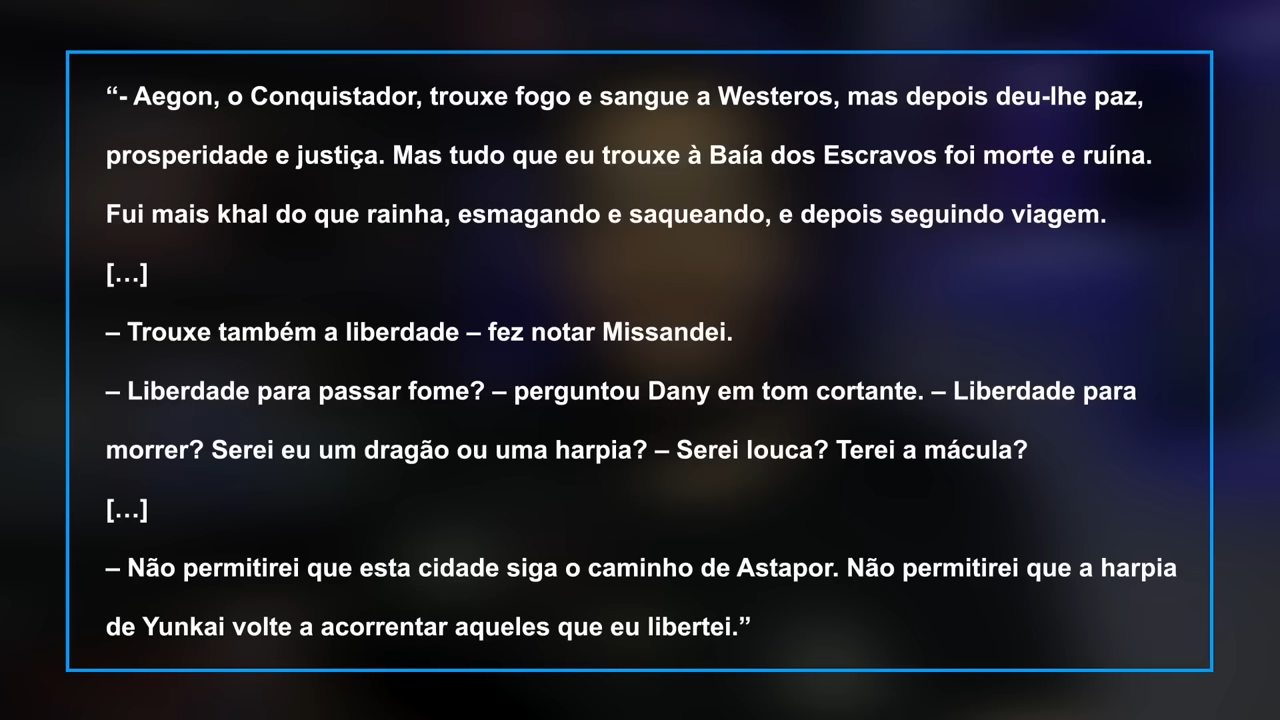 “- Aegon, o Conquistador, trouxe fogo e sangue a Westeros, mas depois deu-lhe paz,
prosperidade e justiça. Mas tudo que eu trouxe à Baía dos Escravos foi morte e ruína.
Fui mais khal do que rainha, esmagando e saqueando, e depois seguindo viagem.
[…]
– Trouxe também a liberdade – fez notar Missandei.
– Liberdade para passar fome? – perguntou Dany em tom cortante. – Liberdade para
morrer? Serei eu um dragão ou uma harpia? – Serei louca? Terei a mácula?
[…]
– Não permitirei que esta cidade siga o caminho de Astapor. Não permitirei que a harpia
de Yunkai volte a acorrentar aqueles que eu libertei.”